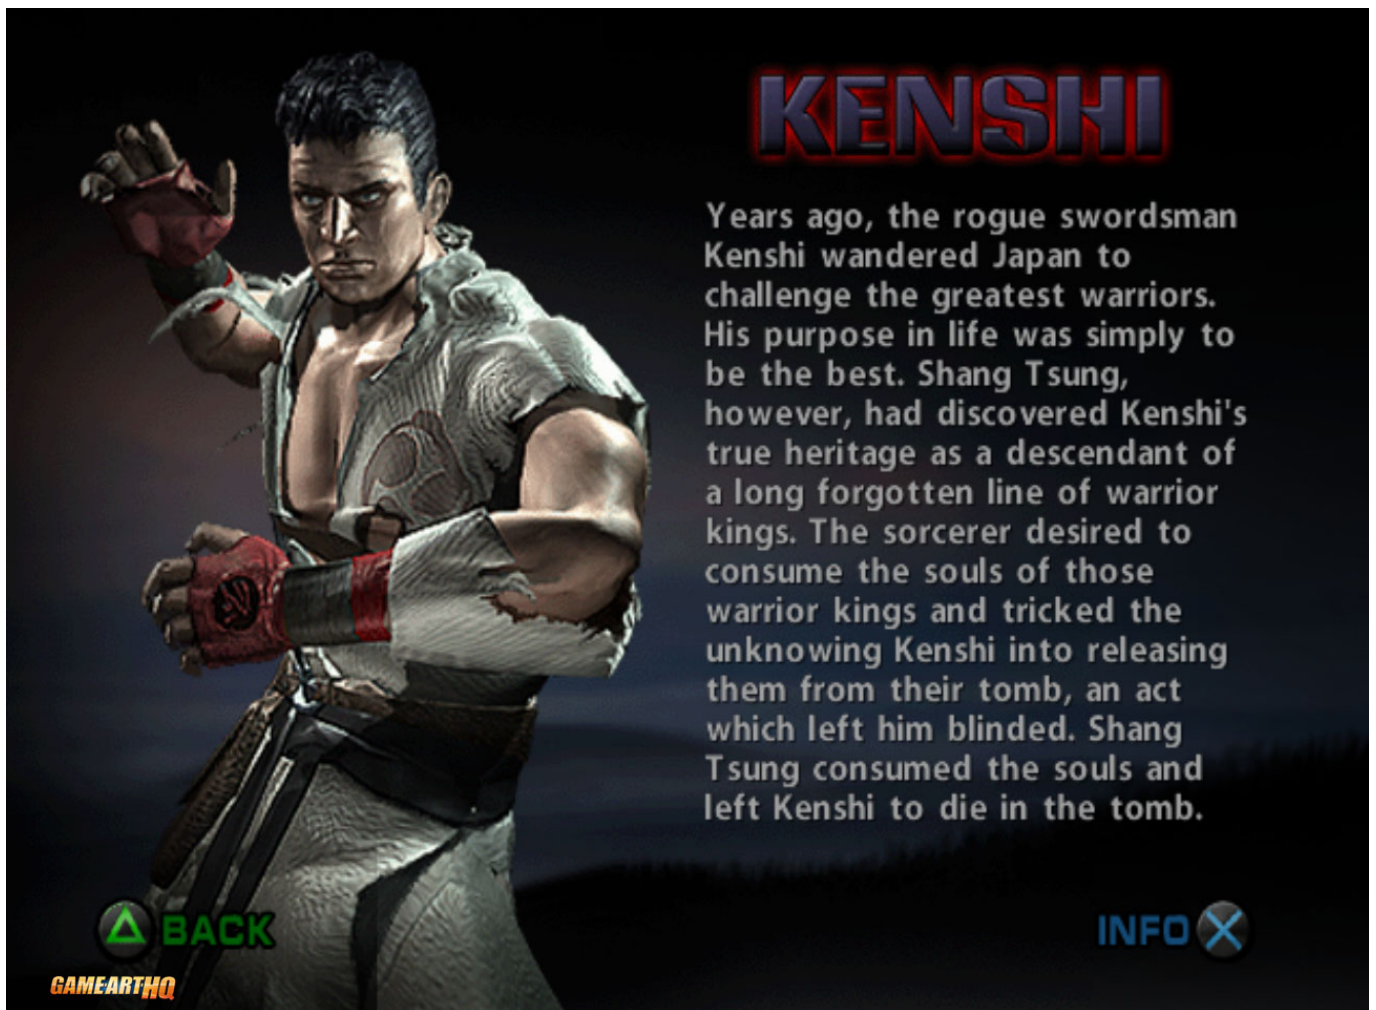 KENSHI
Years ago, the rogue swordsman
Kenshi wandered Japan to
challenge the greatest warriors.
His purpose in life was simply to
be the best. Shang Tsung,
however, had discovered Kenshi's
true heritage as a descendant of
a long forgotten line of warrior
kings. The sorcerer desired to
consume the souls of those
warrior kings and tricked the
unknowing Kenshi into releasing
them from their tomb, an act
which left him blinded. Shang
Tsung consumed the souls and
left Kenshi to die in the tomb.
BACK
INFO
GAMEARTHQ